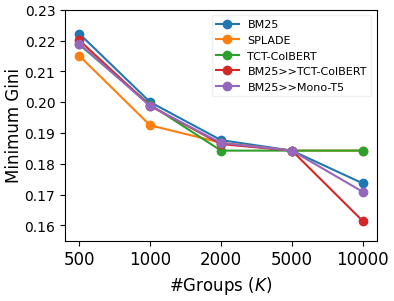 0.23
0.22
0.21
0.20
0.19
0.18
0.17
0.16
Minimum Gini
BM25
SPLADE
TCT-ColBERT
BM25>>TCT-ColBERT
BM25>>Mono-T5
500 1000 2000 5000 10000
#Groups (K)